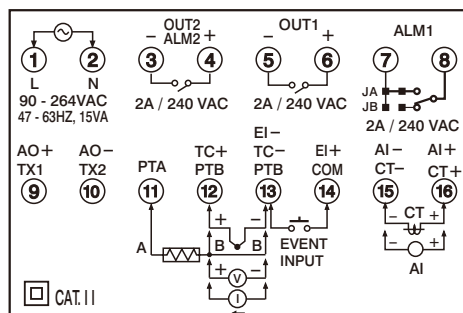 OUT2
ALM2
− +
OUT1
− +
ALM1
1 2 3 4 5 6 7 8
L N
90 - 264VAC
47 - 63HZ, 15VA
2A / 240 VAC
2A / 240 VAC
JA
JB
2A / 240 VAC
AO+
TX1
AO−
TX2
PTA
TC+
PTB
EI−
TC−
PTB
EI+
COM
AI−
CT−
AI+
CT+
9 10 11 12 13 14 15 16
+ −
A B B
EVENT
INPUT
− CT +
− +
AI
+ V −
I
CAT. II